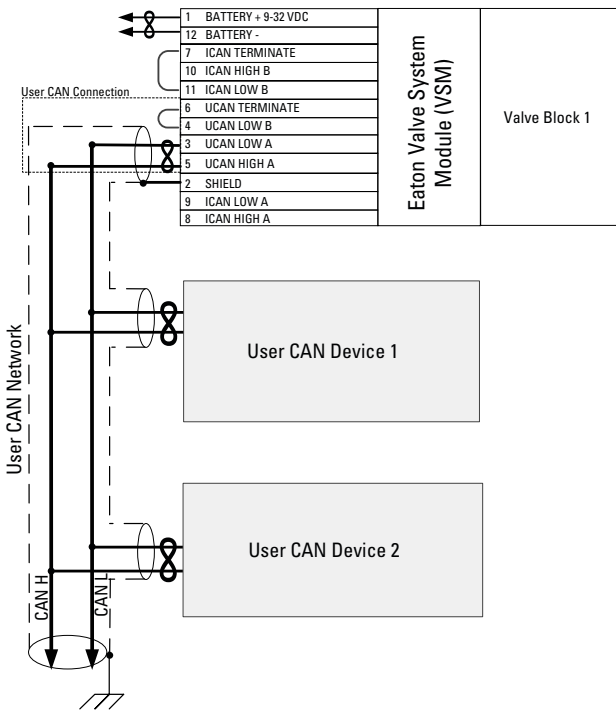 1 BATTERY + 9-32 VDC
12 BATTERY -
7 ICAN TERMINATE
10 ICAN HIGH B
11 ICAN LOW B
User CAN Connection
6 UCAN TERMINATE
4 UCAN LOW B
3 UCAN LOW A
5 UCAN HIGH A
2 SHIELD
9 ICAN LOW A
8 ICAN HIGH A
Eaton Valve System
Module (VSM)
Valve Block 1
User CAN Device 1
User CAN Network
User CAN Device 2
CAN H
CAN L